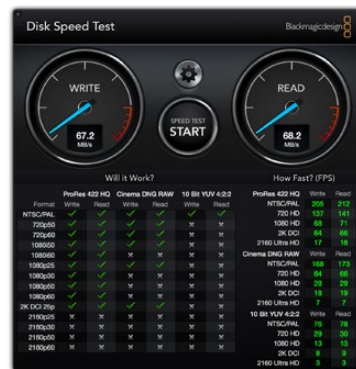 Disk Speed Test
Blackmagicdesign
WRITE
67.2
MB/s
SPEED TEST
START
READ
68.2
MB/s
Will it Work?
ProRes 422 HQ Cinema DNG RAW 10 Bit YUV 4:2:2
Format Write Read Write Read Write Read
NTSC/PAL
720p50
720p60
1080i50
1080i60
1080p25
1080p30
1080p50
1080p60
2K DCI 25p
2160p25
2160p30
2160p50
2160p60
How Fast? (FPS)
ProRes 422 HQ Write Read
NTSC/PAL 205 212
720 HD 137 141
1080 HD 68 71
2K DCI 64 66
2160 Ultra HD 17 18
Cinema DNG RAW Write Read
NTSC/PAL 168 173
720 HD 64 66
1080 HD 28 29
2K DCI 18 19
2160 Ultra HD 7 7
10 Bit YUV 4:2:2 Write Read
NTSC/PAL 76 78
720 HD 29 30
1080 HD 13 13
2K DCI 8 9
2160 Ultra HD 3 3